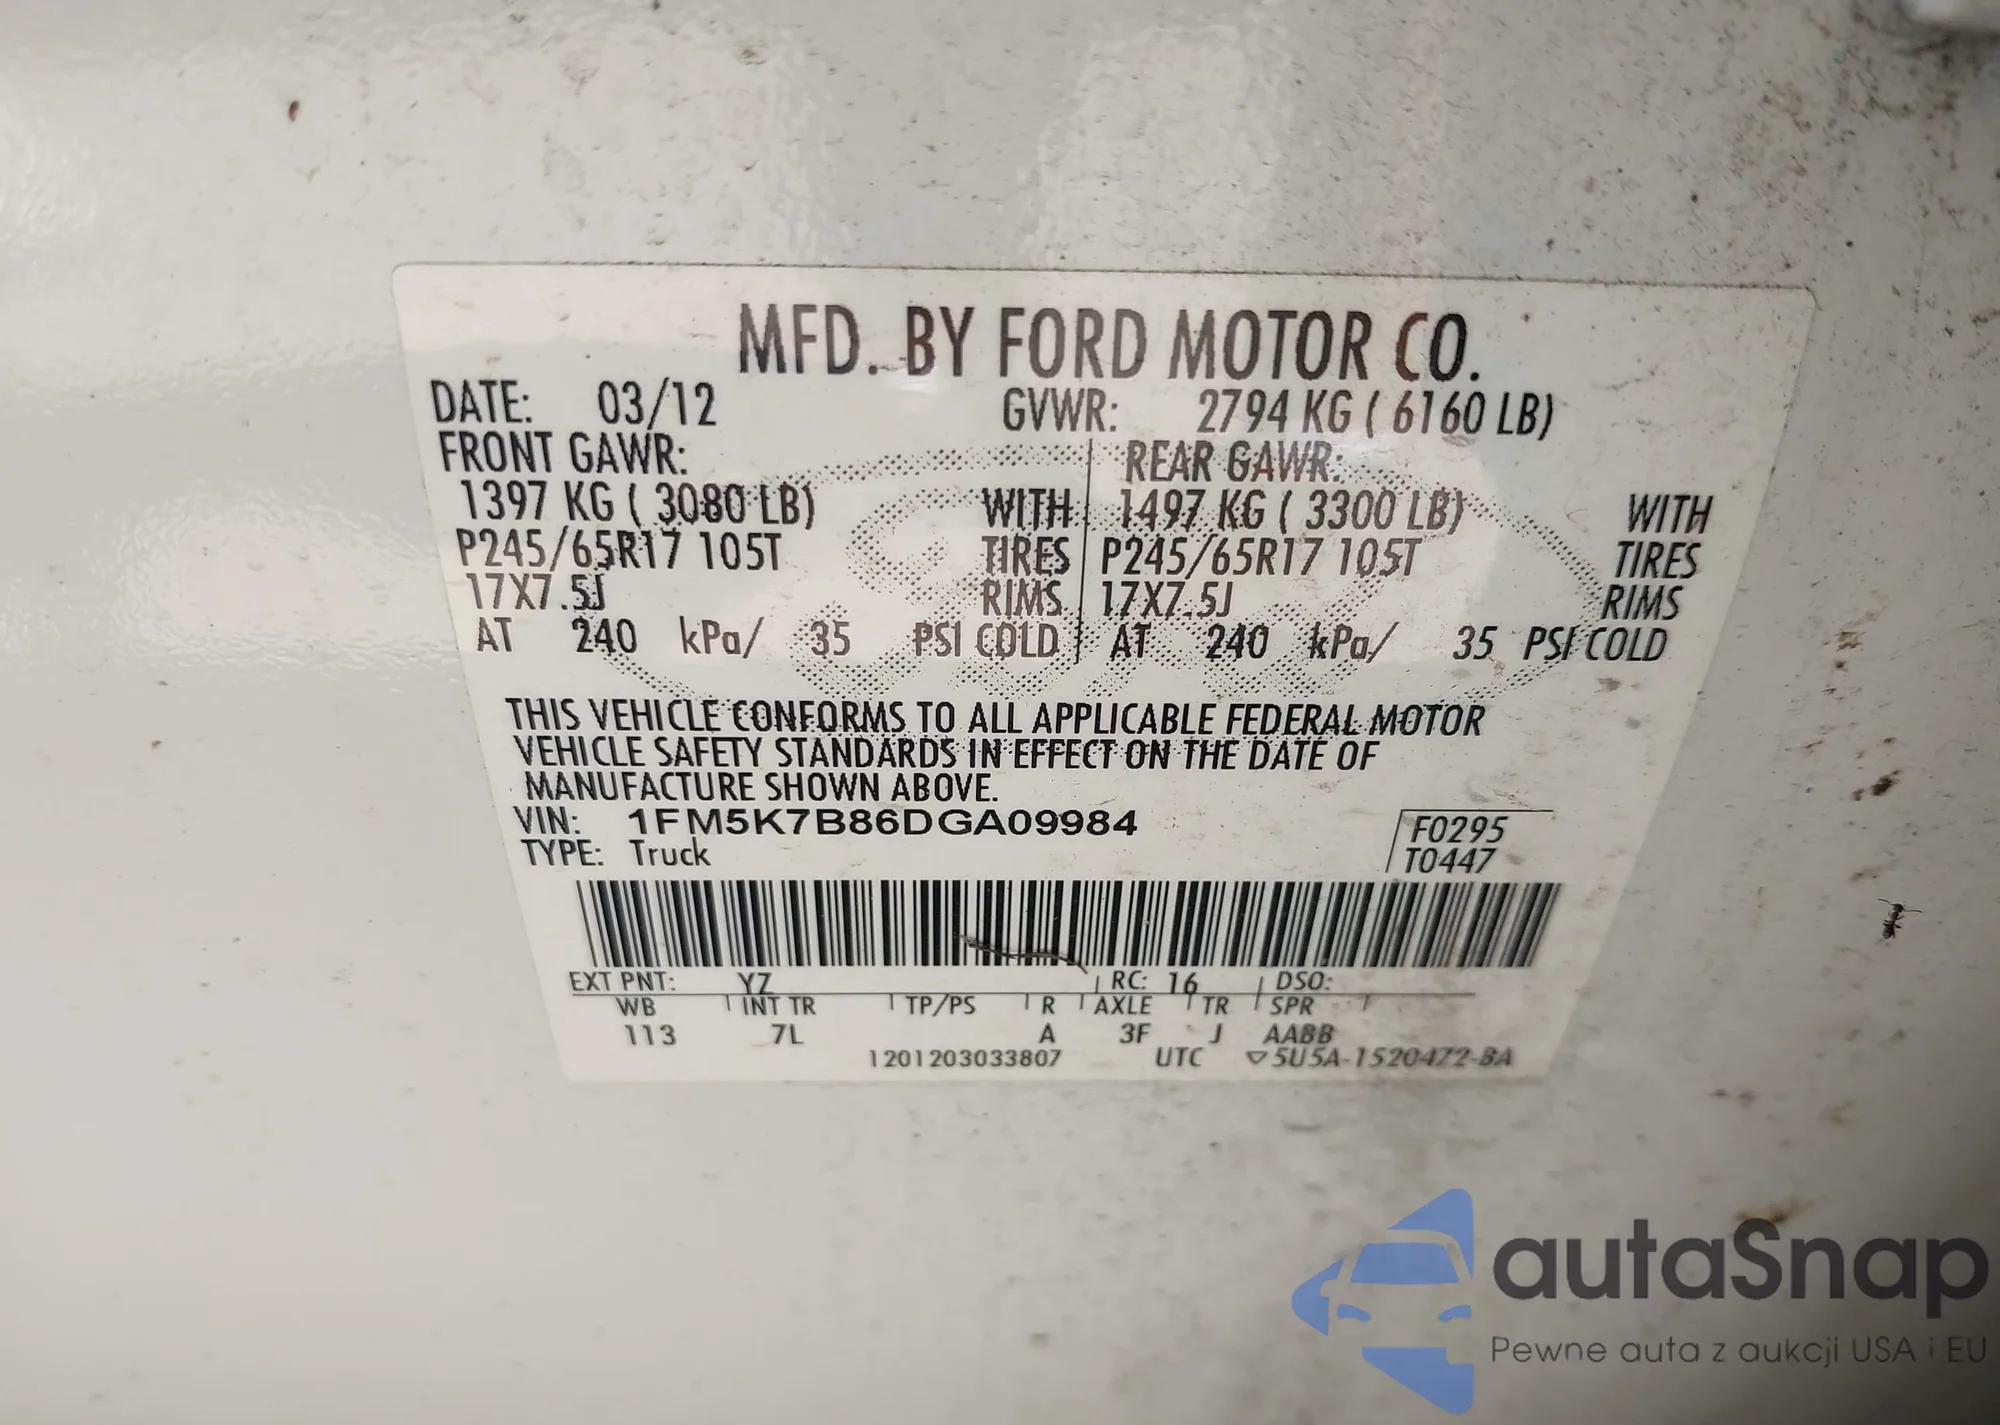 MFD. BY FORD MOTOR CO.
DATE: 03/12 GVWR: 2794 KG ( 6160 LB)
FRONT GAWR: REAR GAWR:
1397 KG ( 3080 LB) WITH 1497 KG ( 3300 LB) WITH
P245/65R17 105T TIRES P245/65R17 105T TIRES
17X7.5J RIMS 17X7.5J RIMS
AT 240 kPa/ 35 PSI COLD AT 240 kPa/ 35 PSI COLD
THIS VEHICLE CONFORMS TO ALL APPLICABLE FEDERAL MOTOR
VEHICLE SAFETY STANDARDS IN EFFECT ON THE DATE OF
MANUFACTURE SHOWN ABOVE.
VIN: 1FM5K7B86DGA09984 F0295
TYPE: Truck T0447
EXT PNT: YZ RC: 16 DSO:
WB INT TR TP/PS R AXLE TR SPR
113 7L A 3F J AABB
1201203033807 UTC ▽5U5A-1520472-BA
autaSnap
Pewne auta z aukcji USA i EU